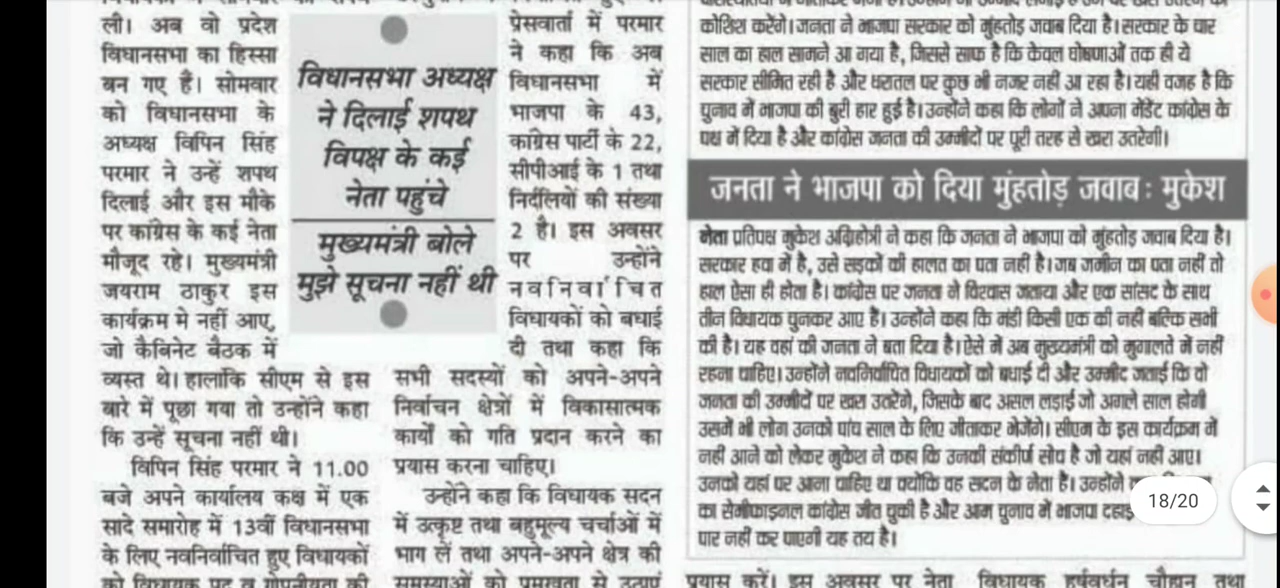 ली। अब वो प्रदेश
विधानसभा का हिस्सा
बन गए हैं। सोमवार
को विधानसभा के
अध्यक्ष विपिन सिंह
परमार ने उन्हें शपथ
दिलाई और इस मौके
पर कांग्रेस के कई नेता
मौजूद रहे। मुख्यमंत्री
जयराम ठाकुर इस
कार्यक्रम मे नहीं आए,
जो कैबिनेट बैठक में
व्यस्त थे। हालांकि सीएम से इस
बारे में पूछा गया तो उन्होंने कहा
कि उन्हें सूचना नहीं थी।
विपिन सिंह परमार ने 11.00
बजे अपने कार्यालय कक्ष में एक
सादे समारोह में 13वीं विधानसभा
के लिए नवनिर्वाचित हुए विधायकों
को विधायक पद व गोपनीयता की
विधानसभा अध्यक्ष
ने दिलाई शपथ
विपक्ष के कई
नेता पहुंचे
मुख्यमंत्री बोले
मुझे सूचना नहीं थी
प्रेसवार्ता में परमार
ने कहा कि अब
विधानसभा में
भाजपा के 43,
कांग्रेस पार्टी के 22,
सीपीआई के 1 तथा
निर्दलियों की संख्या
2 है। इस अवसर
पर उन्होंने
नवनिर्वाचित
विधायकों को बधाई
दी तथा कहा कि
सभी सदस्यों को अपने-अपने
निर्वाचन क्षेत्रों में विकासात्मक
कार्यों को गति प्रदान करने का
प्रयास करना चाहिए।
उन्होंने कहा कि विधायक सदन
में उत्कृष्ट तथा बहुमूल्य चर्चाओं में
भाग लें तथा अपने-अपने क्षेत्र की
समस्याओं को प्रमुखता से उठाएं
कोशिश करेंगे। जनता ने भाजपा सरकार को मुंहतोड़ जवाब दिया है। सरकार के चार
साल का हाल सामने आ गया है, जिससे साफ है कि केवल घोषणाओं तक ही ये
सरकार सीमित रही है और धरातल पर कुछ भी नजर नहीं आ रहा है। यही वजह है कि
चुनाव में भाजपा की बुरी हार हुई है। उन्होंने कहा कि लोगों ने अपना मेंडेट कांग्रेस के
पक्ष में दिया है और कांग्रेस जनता की उम्मीदों पर पूरी तरह से खरा उतरेगी।
जनता ने भाजपा को दिया मुंहतोड़ जवाब : मुकेश
नेता प्रतिपक्ष मुकेश अग्निहोत्री ने कहा कि जनता ने भाजपा को मुंहतोड़ जवाब दिया है।
सरकार हवा में है, उसे सड़कों की हालत का पता नहीं है। जब जमीन का पता नहीं तो
हाल ऐसा ही होता है। कांग्रेस पर जनता ने विश्वास जताया और एक सांसद के साथ
तीन विधायक चुनकर आए हैं। उन्होंने कहा कि मंडी किसी एक की नहीं बल्कि सभी
की है। यह वहां की जनता ने बता दिया है। ऐसे में अब मुख्यमंत्री को मुगालते में नहीं
रहना चाहिए। उन्होंने नवनिर्वाचित विधायकों को बधाई दी और उम्मीद जताई कि वो
जनता की उम्मीदों पर खरा उतरेंगे, जिसके बाद असल लड़ाई जो अगले साल होगी
उसमें भी लोग उनको पांच साल के लिए जीताकर भेजेंगे। सीएम के इस कार्यक्रम में
नहीं आने को लेकर मुकेश ने कहा कि उनकी संकीर्ण सोच है जो यहां नहीं आए।
उनको यहां पर आना चाहिए था क्योंकि वह सदन के नेता हैं। उन्होंने
का सेमीफाइनल कांग्रेस जीत चुकी है और आम चुनाव में भाजपा दहाई
पार नहीं कर पाएगी यह तय है।
प्रयास करें। इस अवसर पर नेता विधायक हर्षवर्धन चौहान तथा
18/20